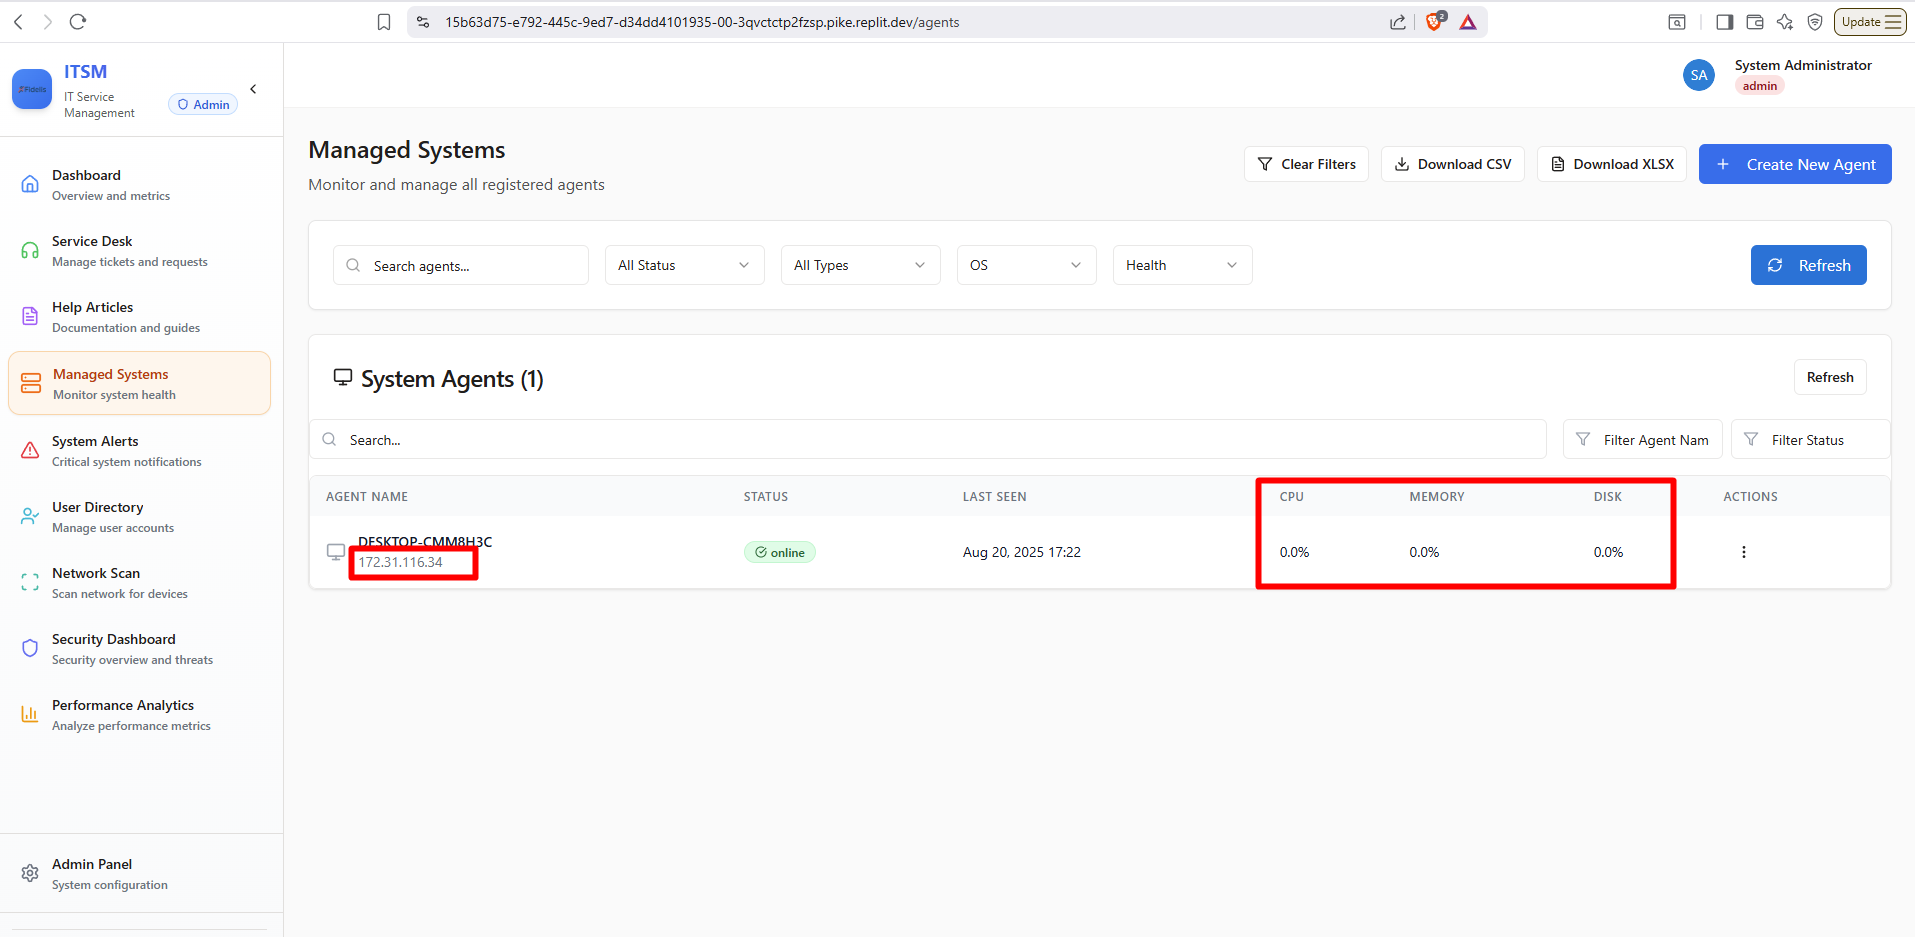 15b63d75-e792-445c-9ed7-d34dd4101935-00-3qvctctp2fzsp.pike.replit.dev/agents
2
Update
Fidelis
ITSM
IT Service
Management
Admin
SA
System Administrator
admin
Dashboard
Overview and metrics
Service Desk
Manage tickets and requests
Help Articles
Documentation and guides
Managed Systems
Monitor system health
System Alerts
Critical system notifications
User Directory
Manage user accounts
Network Scan
Scan network for devices
Security Dashboard
Security overview and threats
Performance Analytics
Analyze performance metrics
Admin Panel
System configuration
Managed Systems
Monitor and manage all registered agents
Clear Filters
Download CSV
Download XLSX
+ Create New Agent
Search agents...
All Status
All Types
OS
Health
Refresh
System Agents (1)
Refresh
Search...
Filter Agent Nam
Filter Status
AGENT NAME STATUS LAST SEEN CPU MEMORY DISK ACTIONS
DESKTOP-CMM8H3C
172.31.116.34
online
Aug 20, 2025 17:22
0.0% 0.0% 0.0%